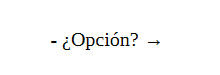 - ¿Opción? →